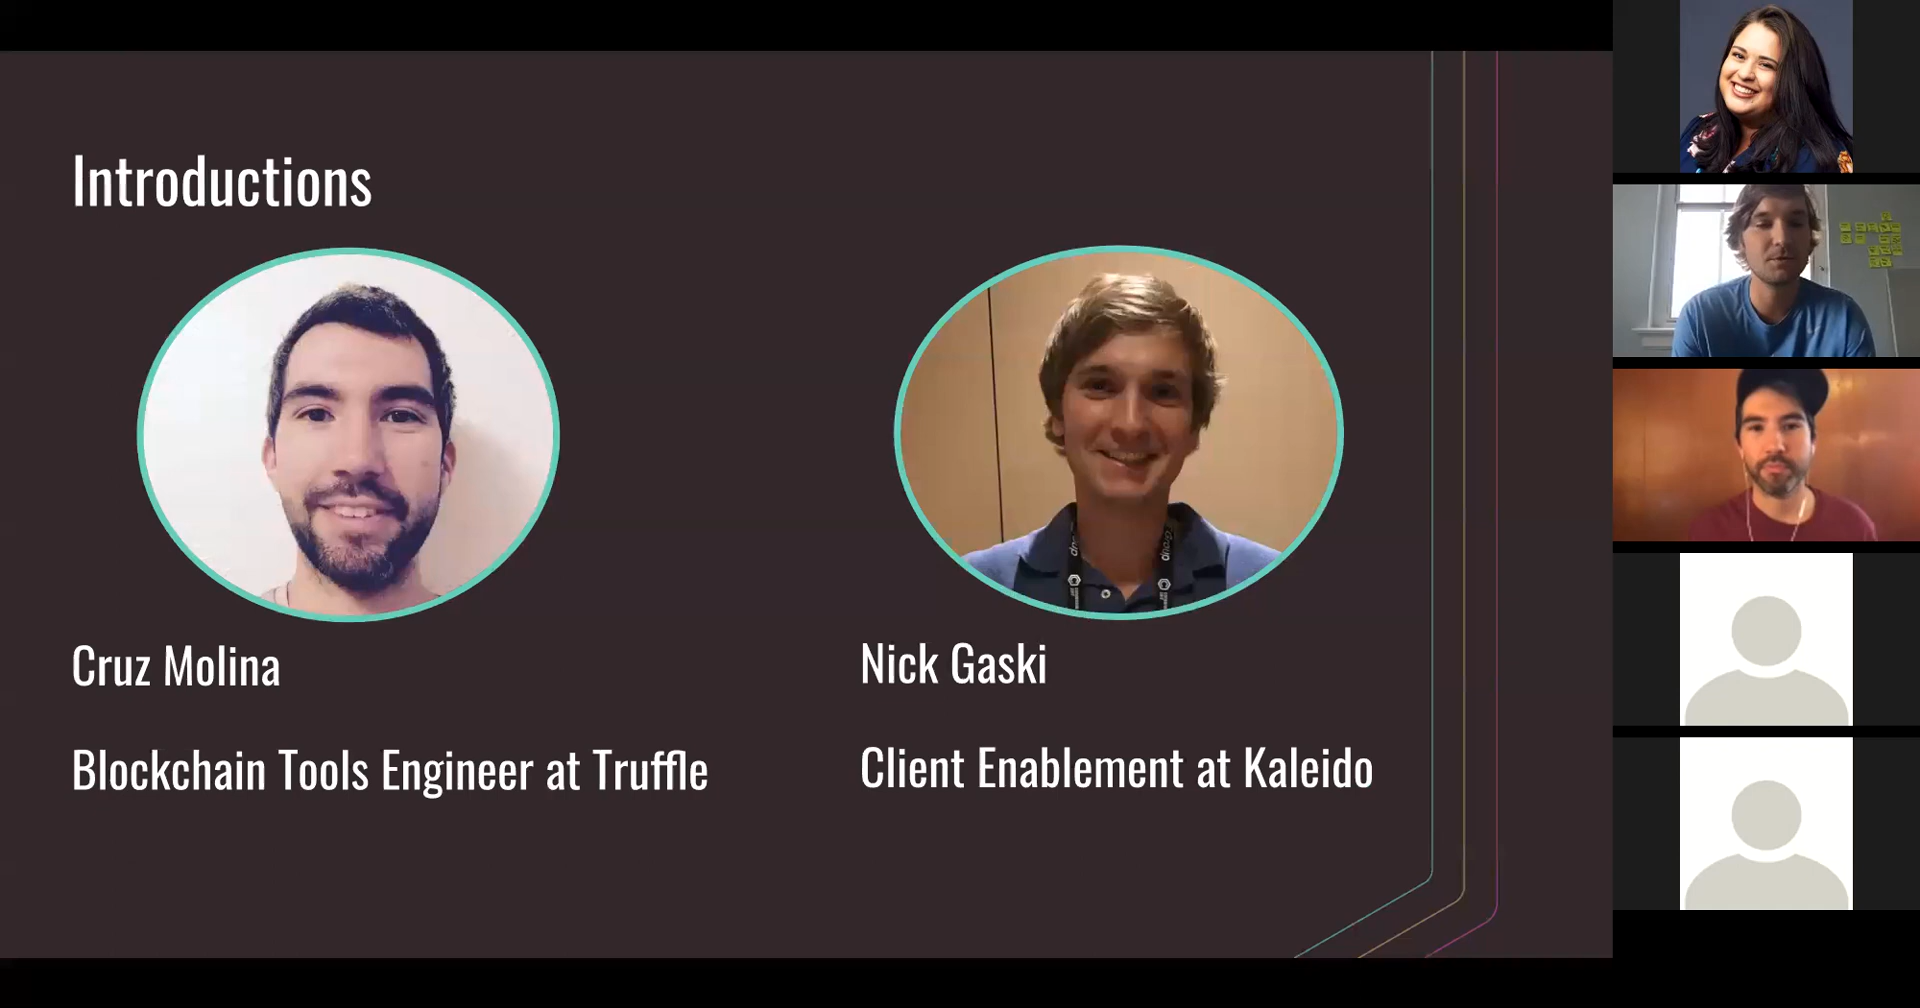 Introductions
Cruz Molina
Nick Gaski
Blockchain Tools Engineer at Truffle
Client Enablement at Kaleido